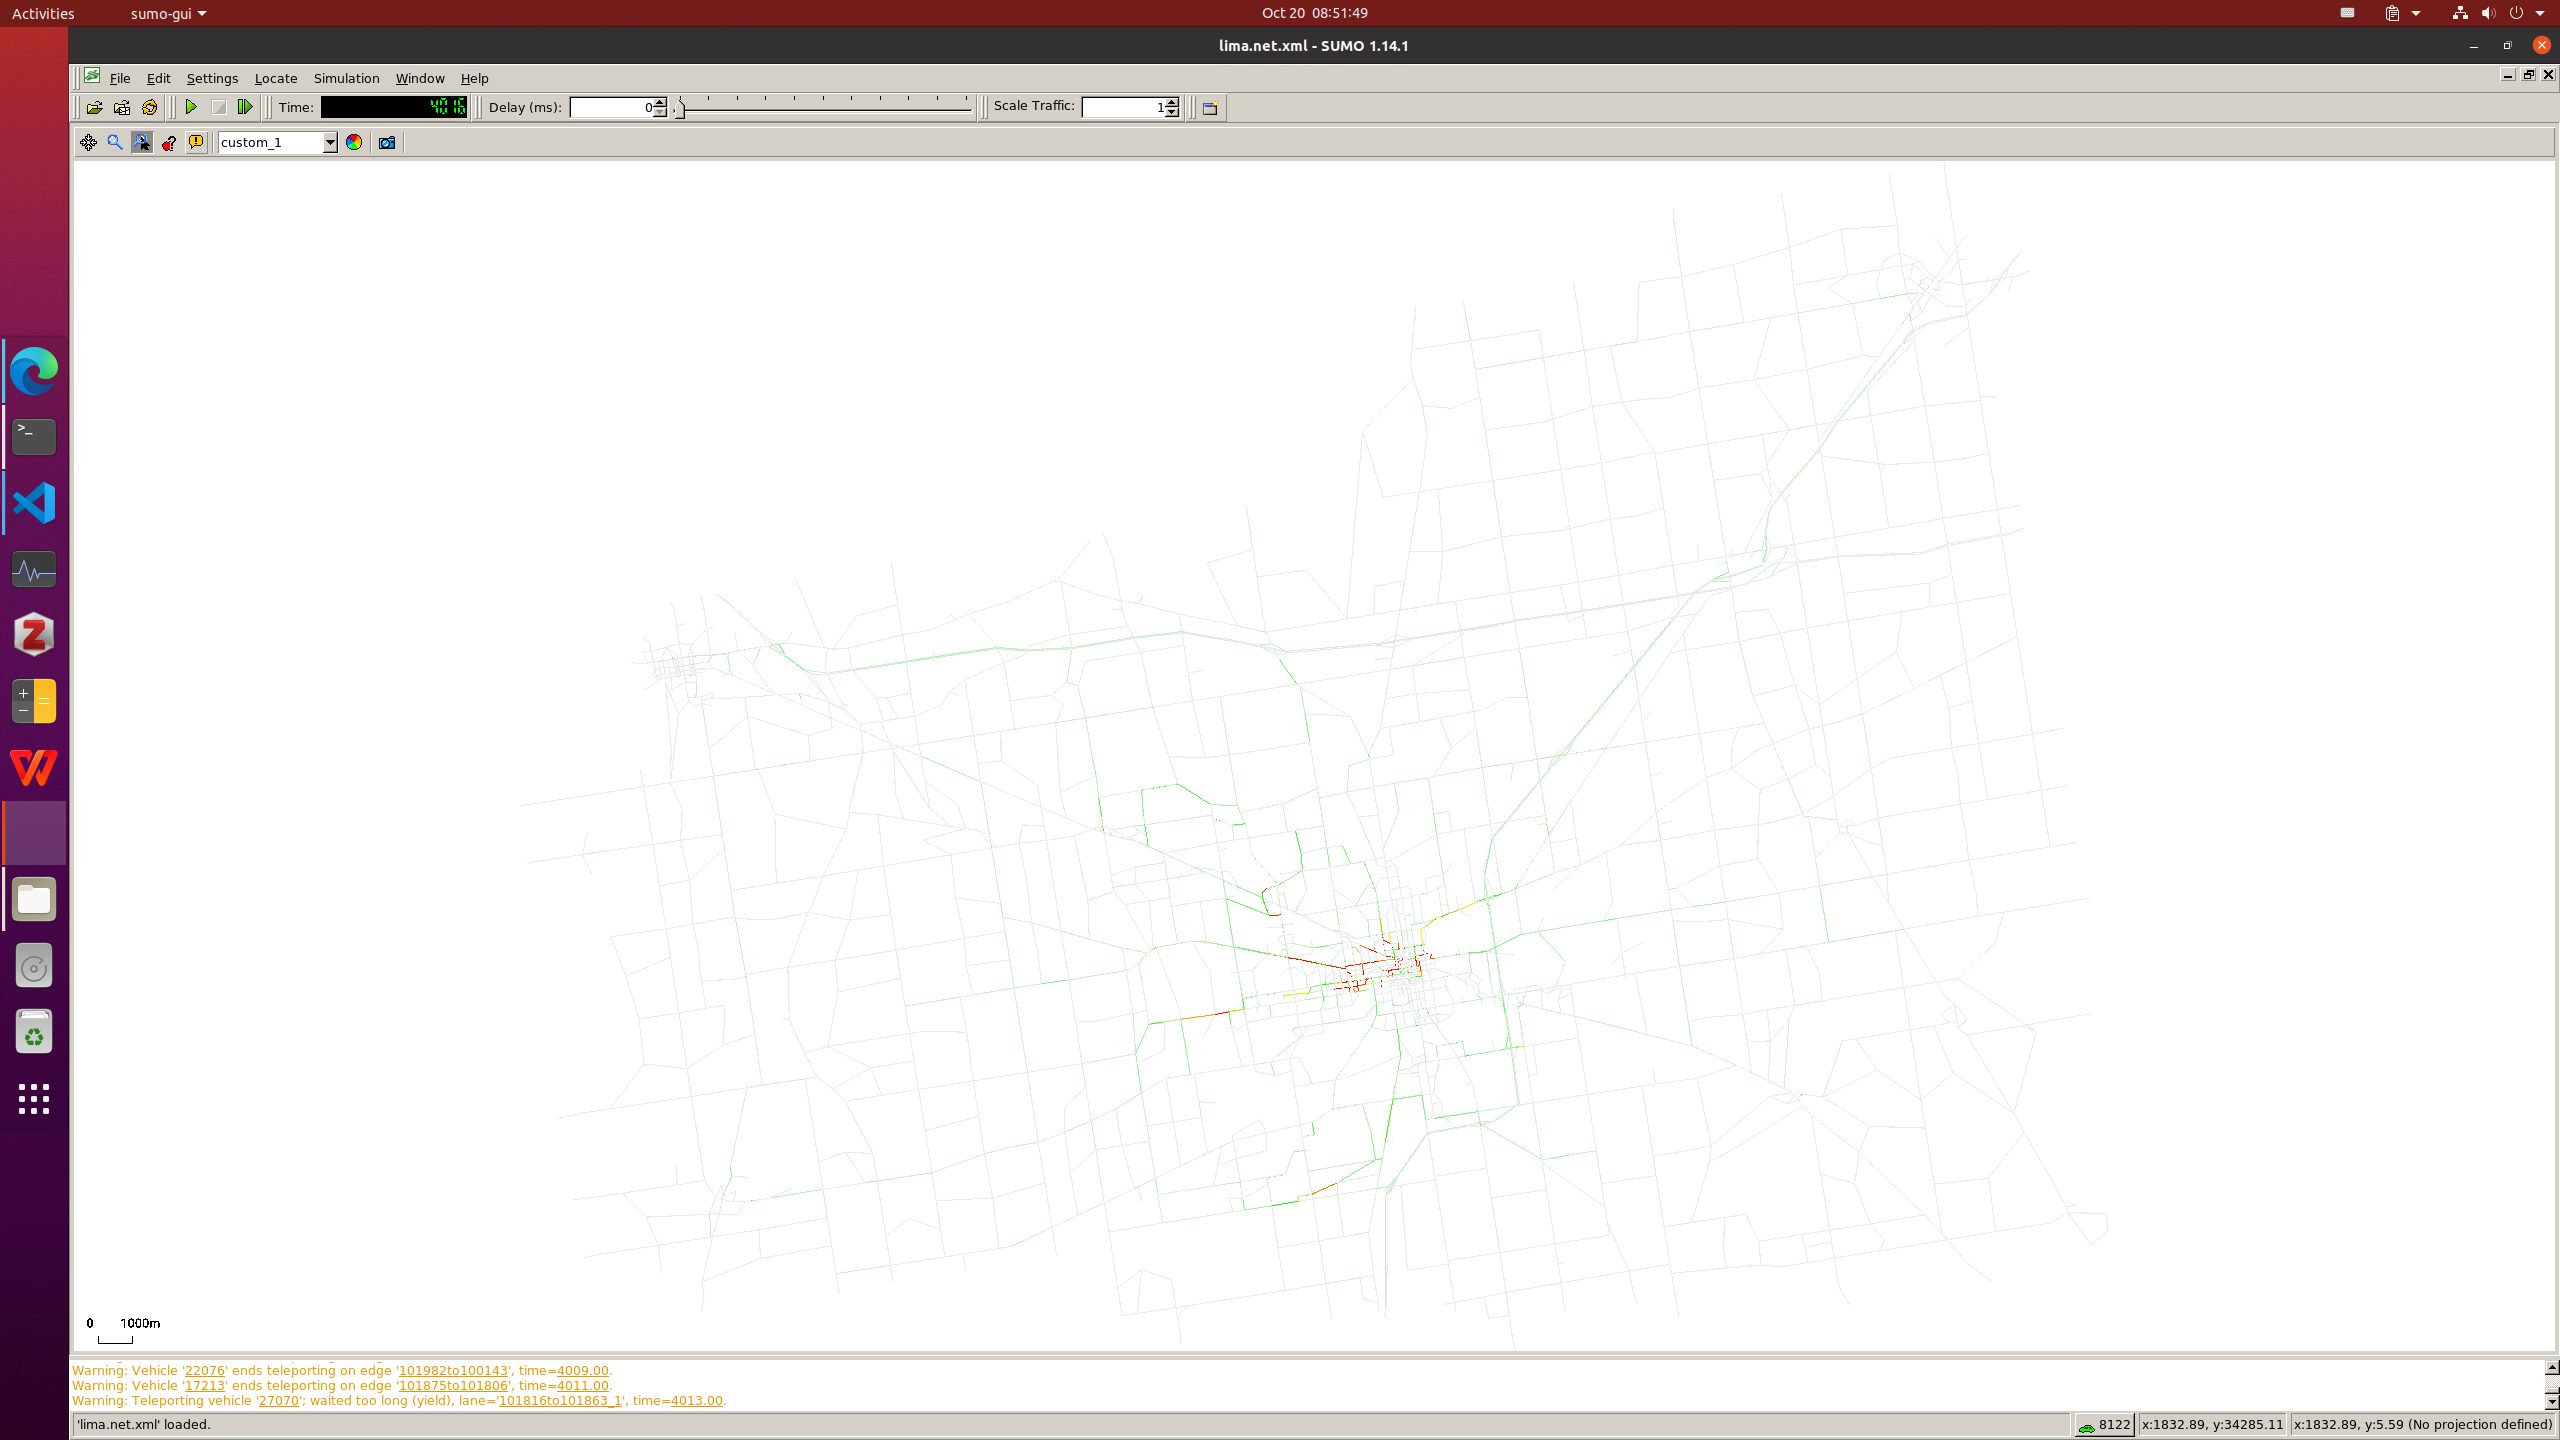 Activities sumo-gui Oct 20 08:51:49
lima.net.xml - SUMO 1.14.1
File Edit Settings Locate Simulation Window Help
Time: 4016 Delay (ms): 0 Scale Traffic: 1
custom_1
0 1000m
Warning: Vehicle '22076' ends teleporting on edge '101982to100143', time=4009.00.
Warning: Vehicle '17213' ends teleporting on edge '101875to101806', time=4011.00.
Warning: Teleporting vehicle '27070'; waited too long (yield), lane='101816to101863_1', time=4013.00.
'lima.net.xml' loaded. 8122 x:1832.89, y:34285.11 x:1832.89, y:5.59 (No projection defined)